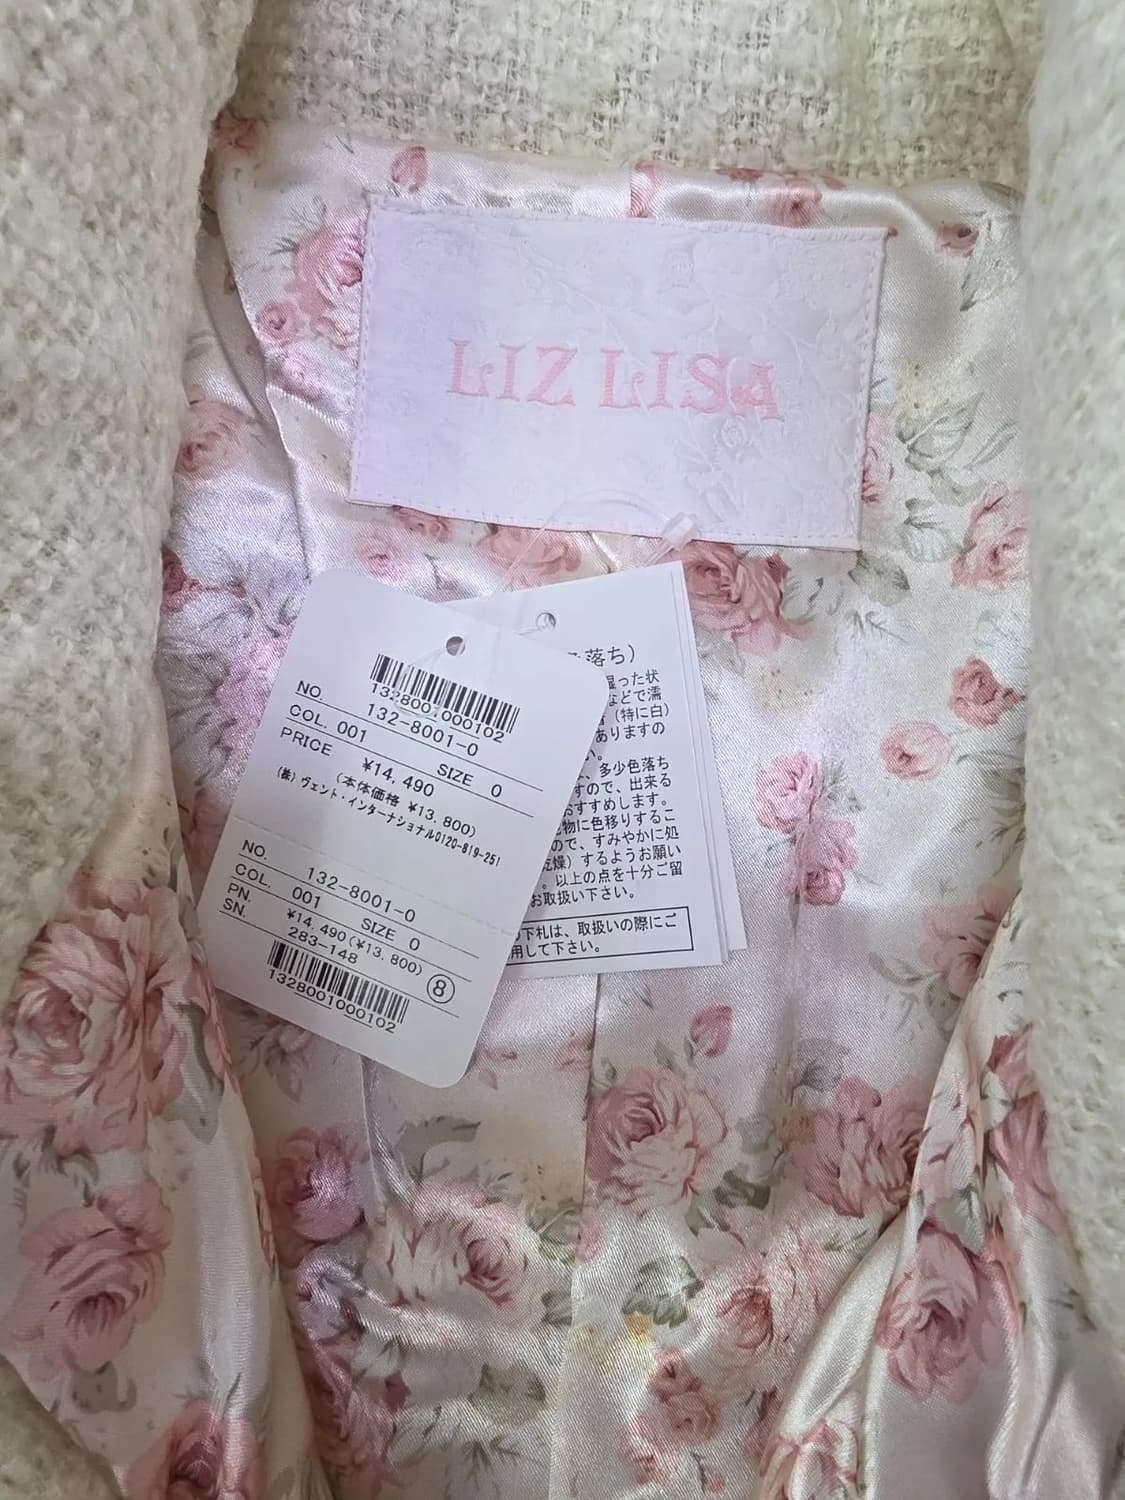 LIZ LISA
1328001000102
NO. 132-8001-0
COL. 001 SIZE 0
PRICE ¥14,490
(本体価格 ¥13,800)
(株)ヴェント・インターナショナル0120-819-251
NO. 132-8001-0
COL. 001 SIZE 0
PN. ¥14,490(¥13,800)
SN. 283-148 ⑧
1328001000102
落ち)
湿った状
などで濡
(特に白)
ありますの
い。
、多少色落ち
すので、出来る
おすすめします。
物に色移りするこ
ので、すみやかに処
乾燥)するようお願い
。以上の点を十分ご留
お取扱い下さい。
下札は、取扱いの際にご
用して下さい。